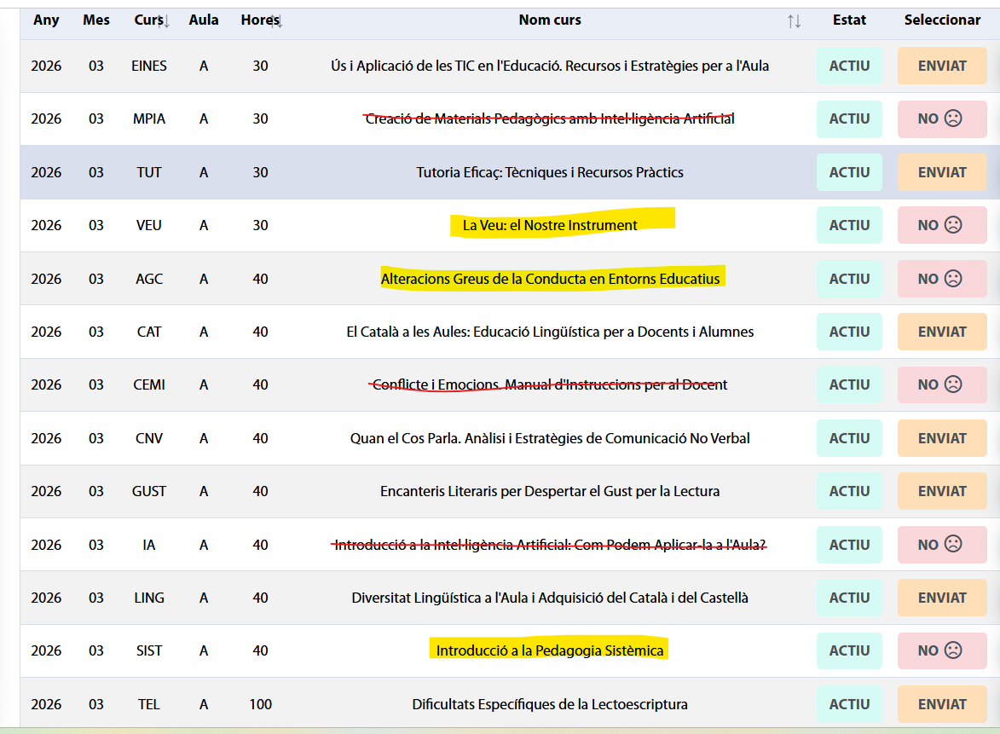 Any Mes Curs Aula Hores Nom curs Estat Seleccionar
2026 03 EINES A 30 Ús i Aplicació de les TIC en l'Educació. Recursos i Estratègies per a l'Aula ACTIU ENVIAT
2026 03 MPIA A 30 Creació de Materials Pedagògics amb Intel·ligència Artificial ACTIU NO
2026 03 TUT A 30 Tutoria Eficaç: Tècniques i Recursos Pràctics ACTIU ENVIAT
2026 03 VEU A 30 La Veu: el Nostre Instrument ACTIU NO
2026 03 AGC A 40 Alteracions Greus de la Conducta en Entorns Educatius ACTIU NO
2026 03 CAT A 40 El Català a les Aules: Educació Lingüística per a Docents i Alumnes ACTIU ENVIAT
2026 03 CEMI A 40 Conflicte i Emocions. Manual d'Instruccions per al Docent ACTIU NO
2026 03 CNV A 40 Quan el Cos Parla. Anàlisi i Estratègies de Comunicació No Verbal ACTIU ENVIAT
2026 03 GUST A 40 Encanteris Literaris per Despertar el Gust per la Lectura ACTIU ENVIAT
2026 03 IA A 40 Introducció a la Intel·ligència Artificial: Com Podem Aplicar-la a l'Aula? ACTIU NO
2026 03 LING A 40 Diversitat Lingüística a l'Aula i Adquisició del Català i del Castellà ACTIU ENVIAT
2026 03 SIST A 40 Introducció a la Pedagogia Sistèmica ACTIU NO
2026 03 TEL A 100 Dificultats Específiques de la Lectoescriptura ACTIU ENVIAT